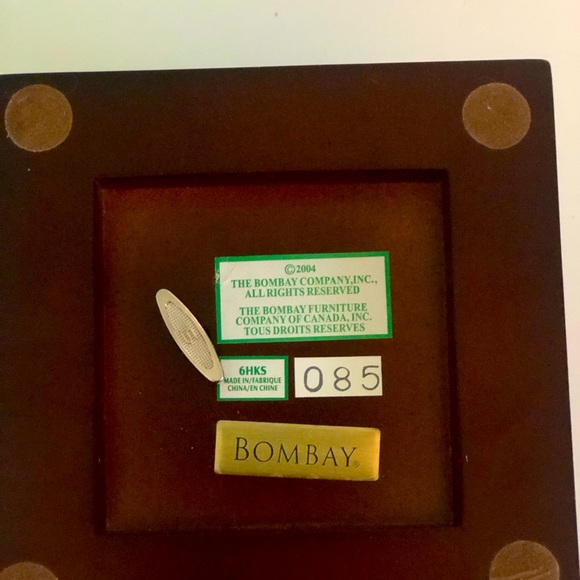 ©2004
THE BOMBAY COMPANY,INC.,
ALL RIGHTS RESERVED
THE BOMBAY FURNITURE
COMPANY OF CANADA, INC.
TOUS DROITS RESERVES
6HKS
MADE IN/FABRIQUE
CHINA/EN CHINE
085
BOMBAY®